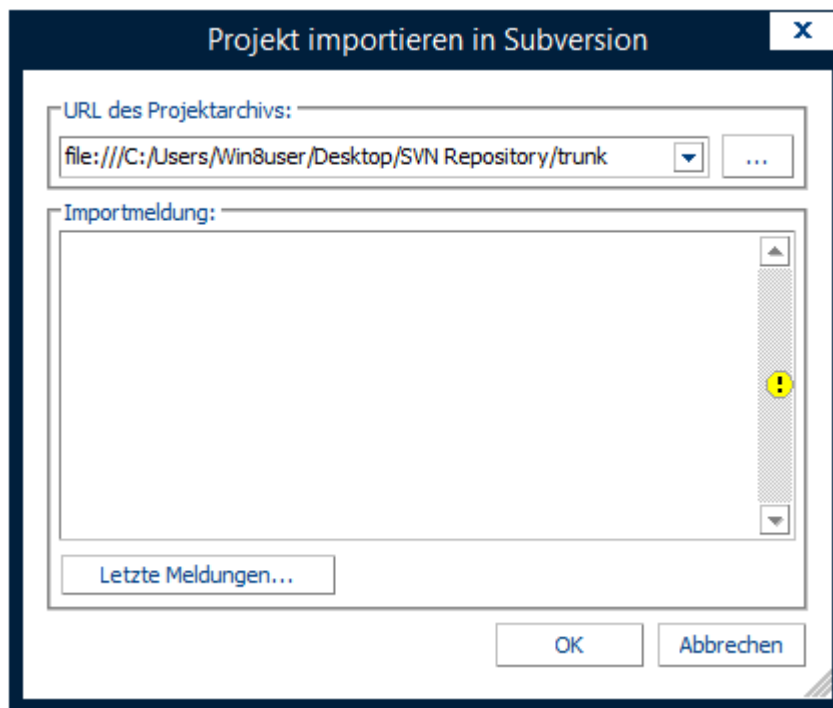 Projekt importieren in Subversion
x
URL des Projektarchivs:
file:///C:/Users/Win8user/Desktop/SVN Repository/trunk
...
Importmeldung:
!
Letzte Meldungen...
OK
Abbrechen